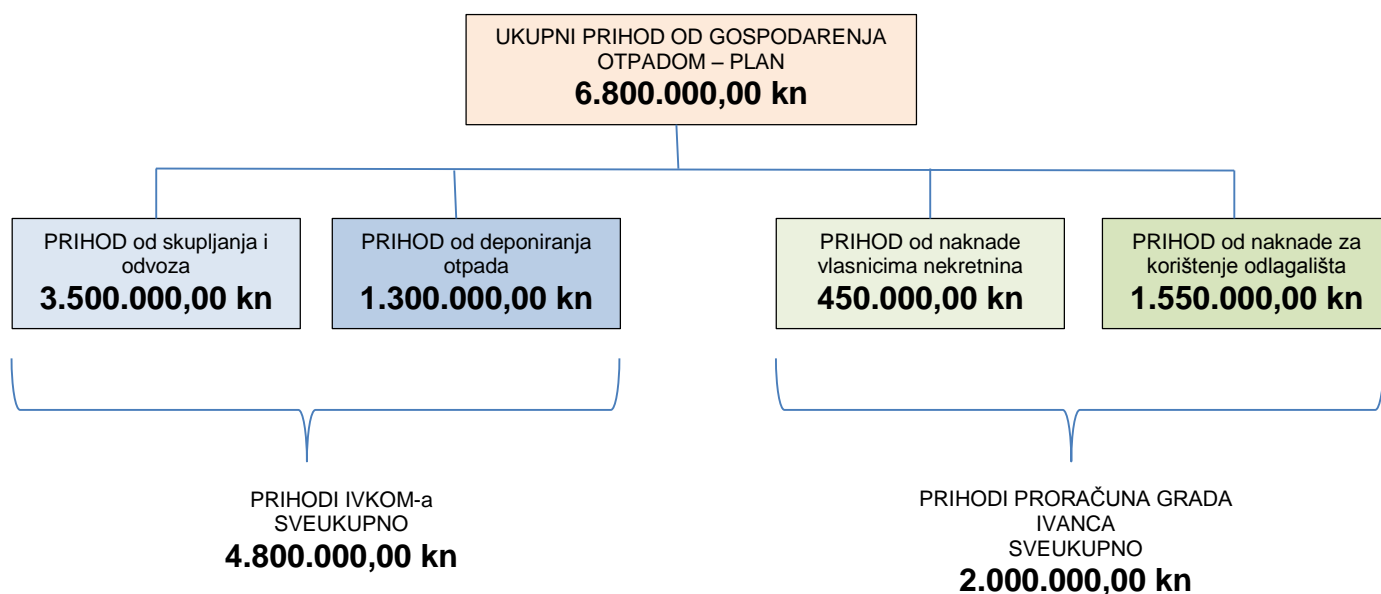 UKUPNI PRIHOD OD GOSPODARENJA
OTPADOM – PLAN
6.800.000,00 kn
PRIHOD od skupljanja i
odvoza
3.500.000,00 kn
PRIHOD od deponiranja
otpada
1.300.000,00 kn
PRIHOD od naknade
vlasnicima nekretnina
450.000,00 kn
PRIHOD od naknade za
korištenje odlagališta
1.550.000,00 kn
PRIHODI IVKOM-a
SVEUKUPNO
4.800.000,00 kn
PRIHODI PRORAČUNA GRADA
IVANCA
SVEUKUPNO
2.000.000,00 kn